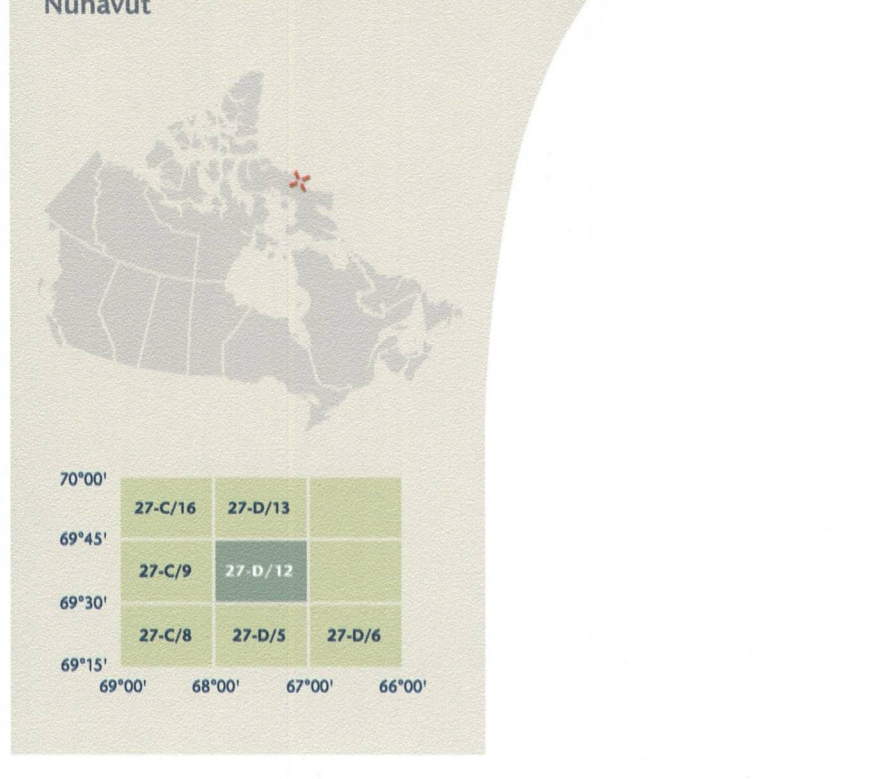 Nunavut
70°00'
27-C/16 27-D/13
69°45'
27-C/9 27-D/12
69°30'
27-C/8 27-D/5 27-D/6
69°15'
69°00' 68°00' 67°00' 66°00'